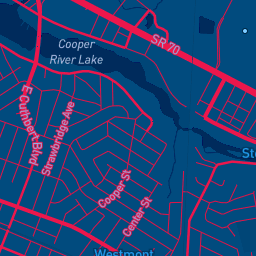 Cooper
River Lake
SR 70
E Cuthbert Blvd
Strawbridge Ave
Cooper St
Center St
Westmont